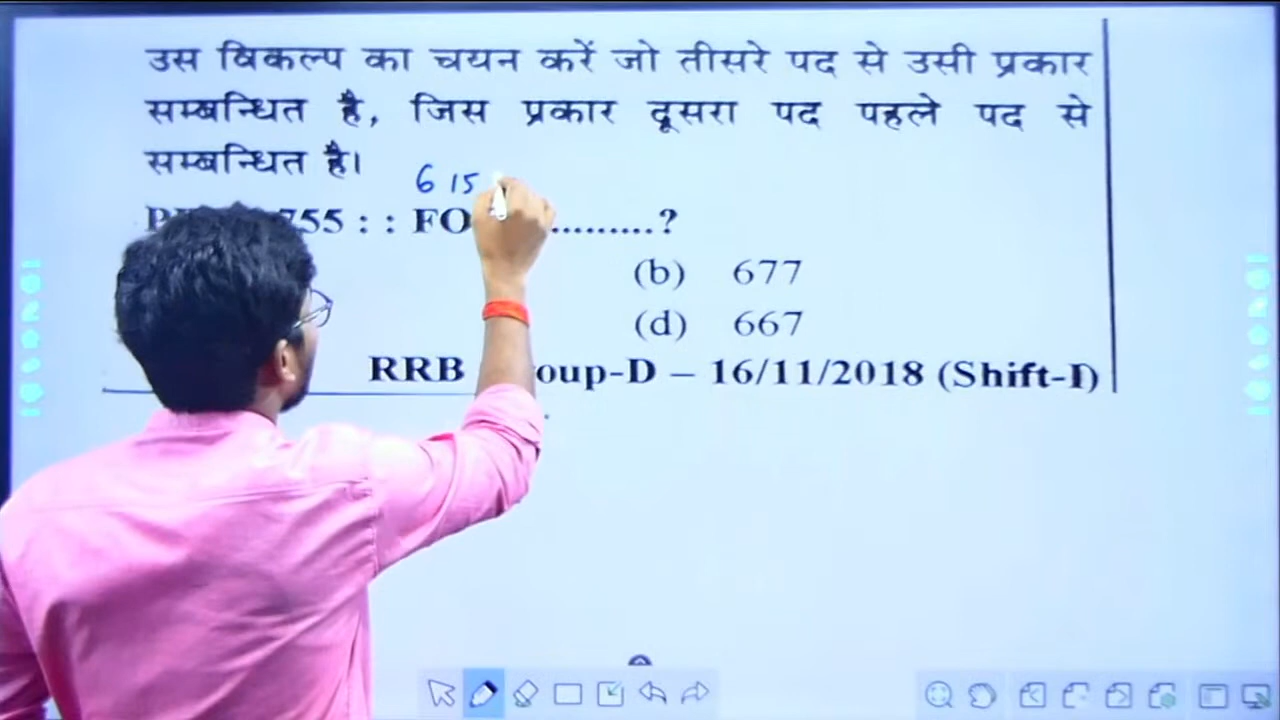 उस विकल्प का चयन करें जो तीसरे पद से उसी प्रकार
सम्बन्धित है, जिस प्रकार दूसरा पद पहले पद से
सम्बन्धित है।
6 15
755 : : FO ..........?
(b) 677
(d) 667
RRB oup-D – 16/11/2018 (Shift-I)